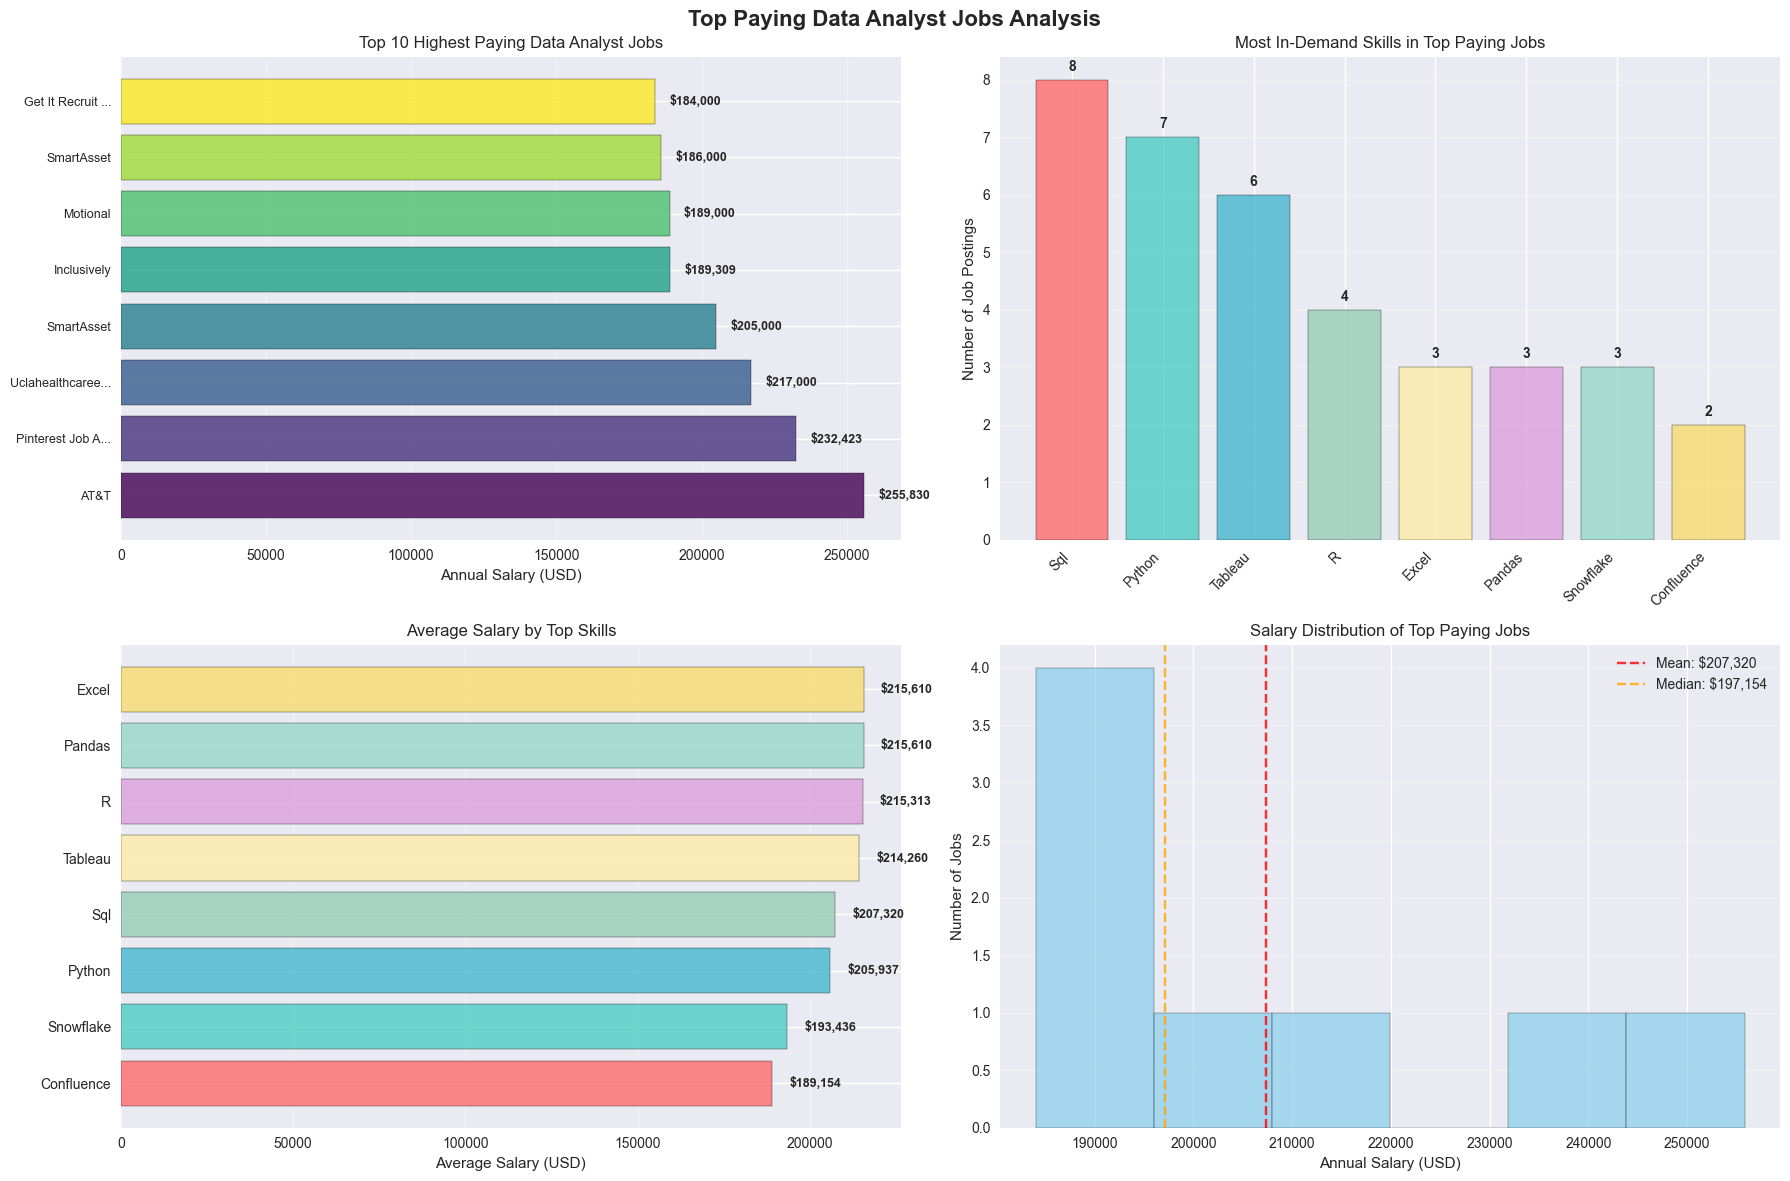 Top Paying Data Analyst Jobs Analysis
Top 10 Highest Paying Data Analyst Jobs
Get It Recruit ...
$184,000
SmartAsset
$186,000
Motional
$189,000
Inclusively
$189,309
SmartAsset
$205,000
Uclahealthcaree...
$217,000
Pinterest Job A...
$232,423
AT&T
$255,830
0 50000 100000 150000 200000 250000
Annual Salary (USD)
Most In-Demand Skills in Top Paying Jobs
Number of Job Postings
8
7
6
5
4
3
2
1
0
8
7
6
4
3
3
3
2
Sql
Python
Tableau
R
Excel
Pandas
Snowflake
Confluence
Average Salary by Top Skills
Excel
$215,610
Pandas
$215,610
R
$215,313
Tableau
$214,260
Sql
$207,320
Python
$205,937
Snowflake
$193,436
Confluence
$189,154
0 50000 100000 150000 200000
Average Salary (USD)
Salary Distribution of Top Paying Jobs
Mean: $207,320
Median: $197,154
Number of Jobs
4.0
3.5
3.0
2.5
2.0
1.5
1.0
0.5
0.0
190000 200000 210000 220000 230000 240000 250000
Annual Salary (USD)